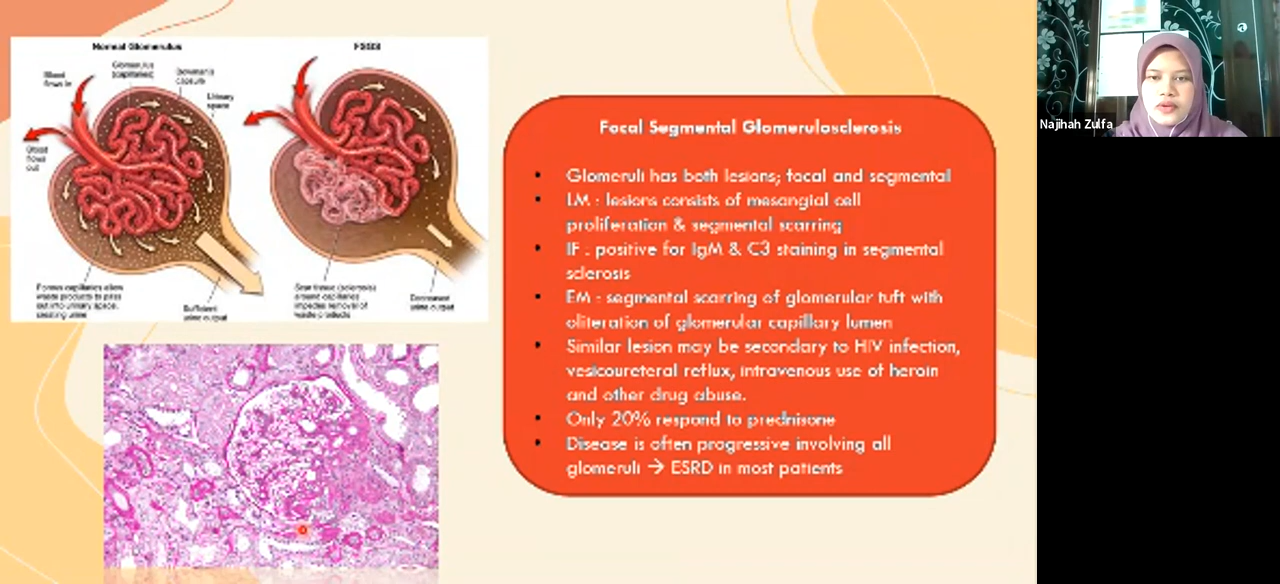 Normal Glomerulus
FSGS
Blood
flows in
Glomerulus
(capillaries)
Bowman's
capsule
Urinary
space
Blood
flows
out
Porous capillaries allow
waste products to pass
out into urinary space,
creating urine
Sufficient
urine output
Scar tissue (sclerosis)
around capillaries
impedes removal of
waste products
Decreased
urine output
Focal Segmental Glomerulosclerosis
• Glomeruli has both lesions; focal and segmental
• LM : lesions consists of mesangial cell
proliferation & segmental scarring
• IF : positive for IgM & C3 staining in segmental
sclerosis
• EM : segmental scarring of glomerular tuft with
oliteration of glomerular capillary lumen
• Similar lesion may be secondary to HIV infection,
vesicoureteral reflux, intravenous use of heroin
and other drug abuse.
• Only 20% respond to prednisone
• Disease is often progressive involving all
glomeruli → ESRD in most patients
Najihah Zulfa